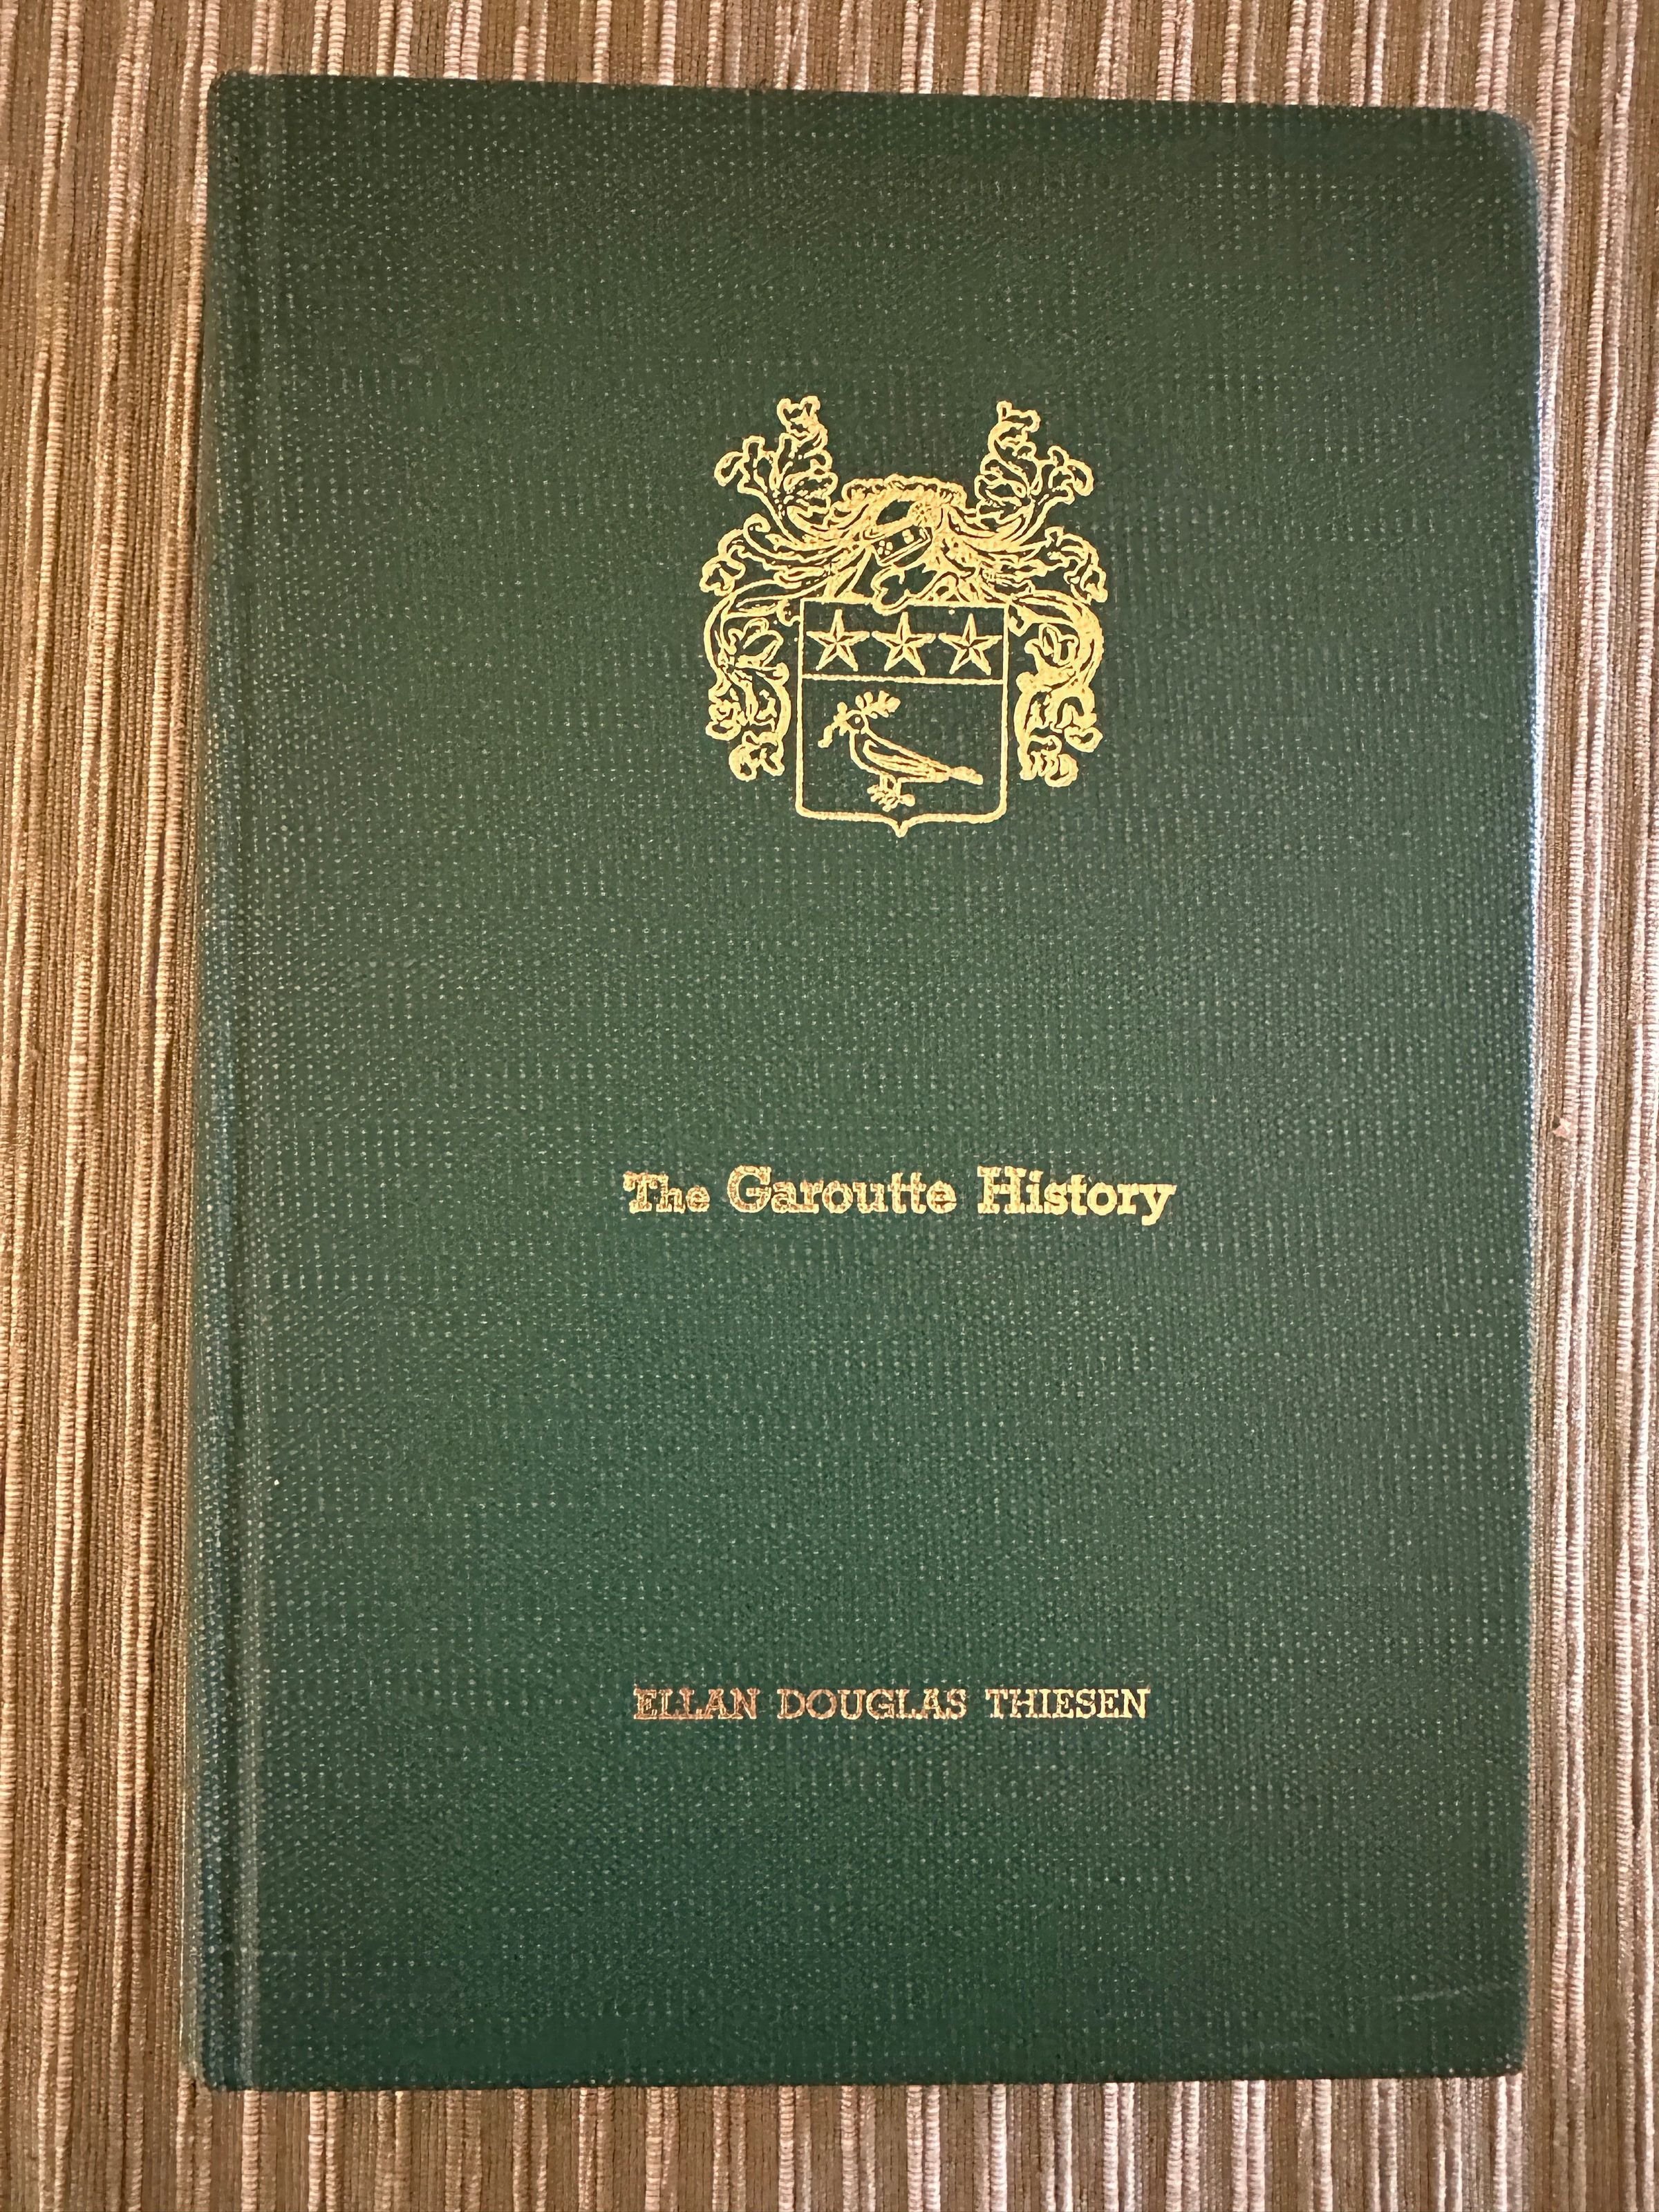 The Garoutte History
ELLAN DOUGLAS THIESEN